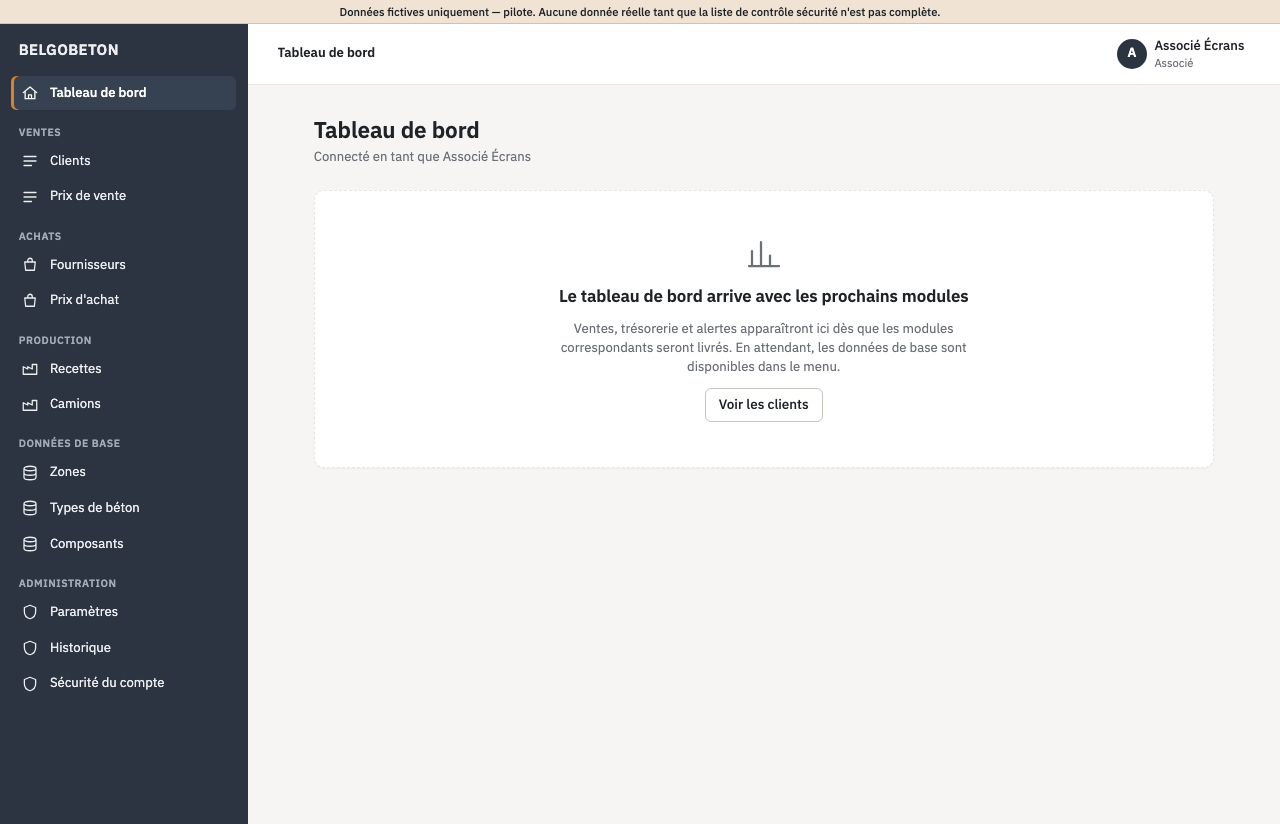 Données fictives uniquement — pilote. Aucune donnée réelle tant que la liste de contrôle sécurité n'est pas complète.
BELGOBETON
Tableau de bord
VENTES
Clients
Prix de vente
ACHATS
Fournisseurs
Prix d'achat
PRODUCTION
Recettes
Camions
DONNÉES DE BASE
Zones
Types de béton
Composants
ADMINISTRATION
Paramètres
Historique
Sécurité du compte
Tableau de bord
A
Associé Écrans
Associé
Tableau de bord
Connecté en tant que Associé Écrans
Le tableau de bord arrive avec les prochains modules
Ventes, trésorerie et alertes apparaîtront ici dès que les modules
correspondants seront livrés. En attendant, les données de base sont
disponibles dans le menu.
Voir les clients